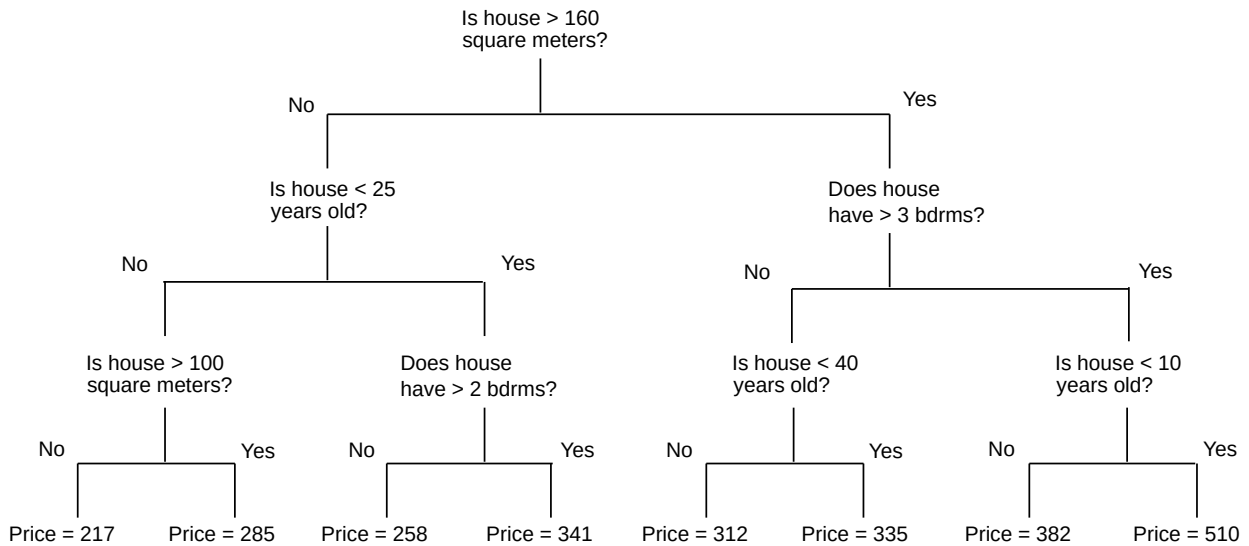 Is house > 160
square meters?
No
Yes
Is house < 25
years old?
Does house
have > 3 bdrms?
No
Yes
No
Yes
Is house > 100
square meters?
Does house
have > 2 bdrms?
Is house < 40
years old?
Is house < 10
years old?
No
Yes
No
Yes
No
Yes
No
Yes
Price = 217
Price = 285
Price = 258
Price = 341
Price = 312
Price = 335
Price = 382
Price = 510